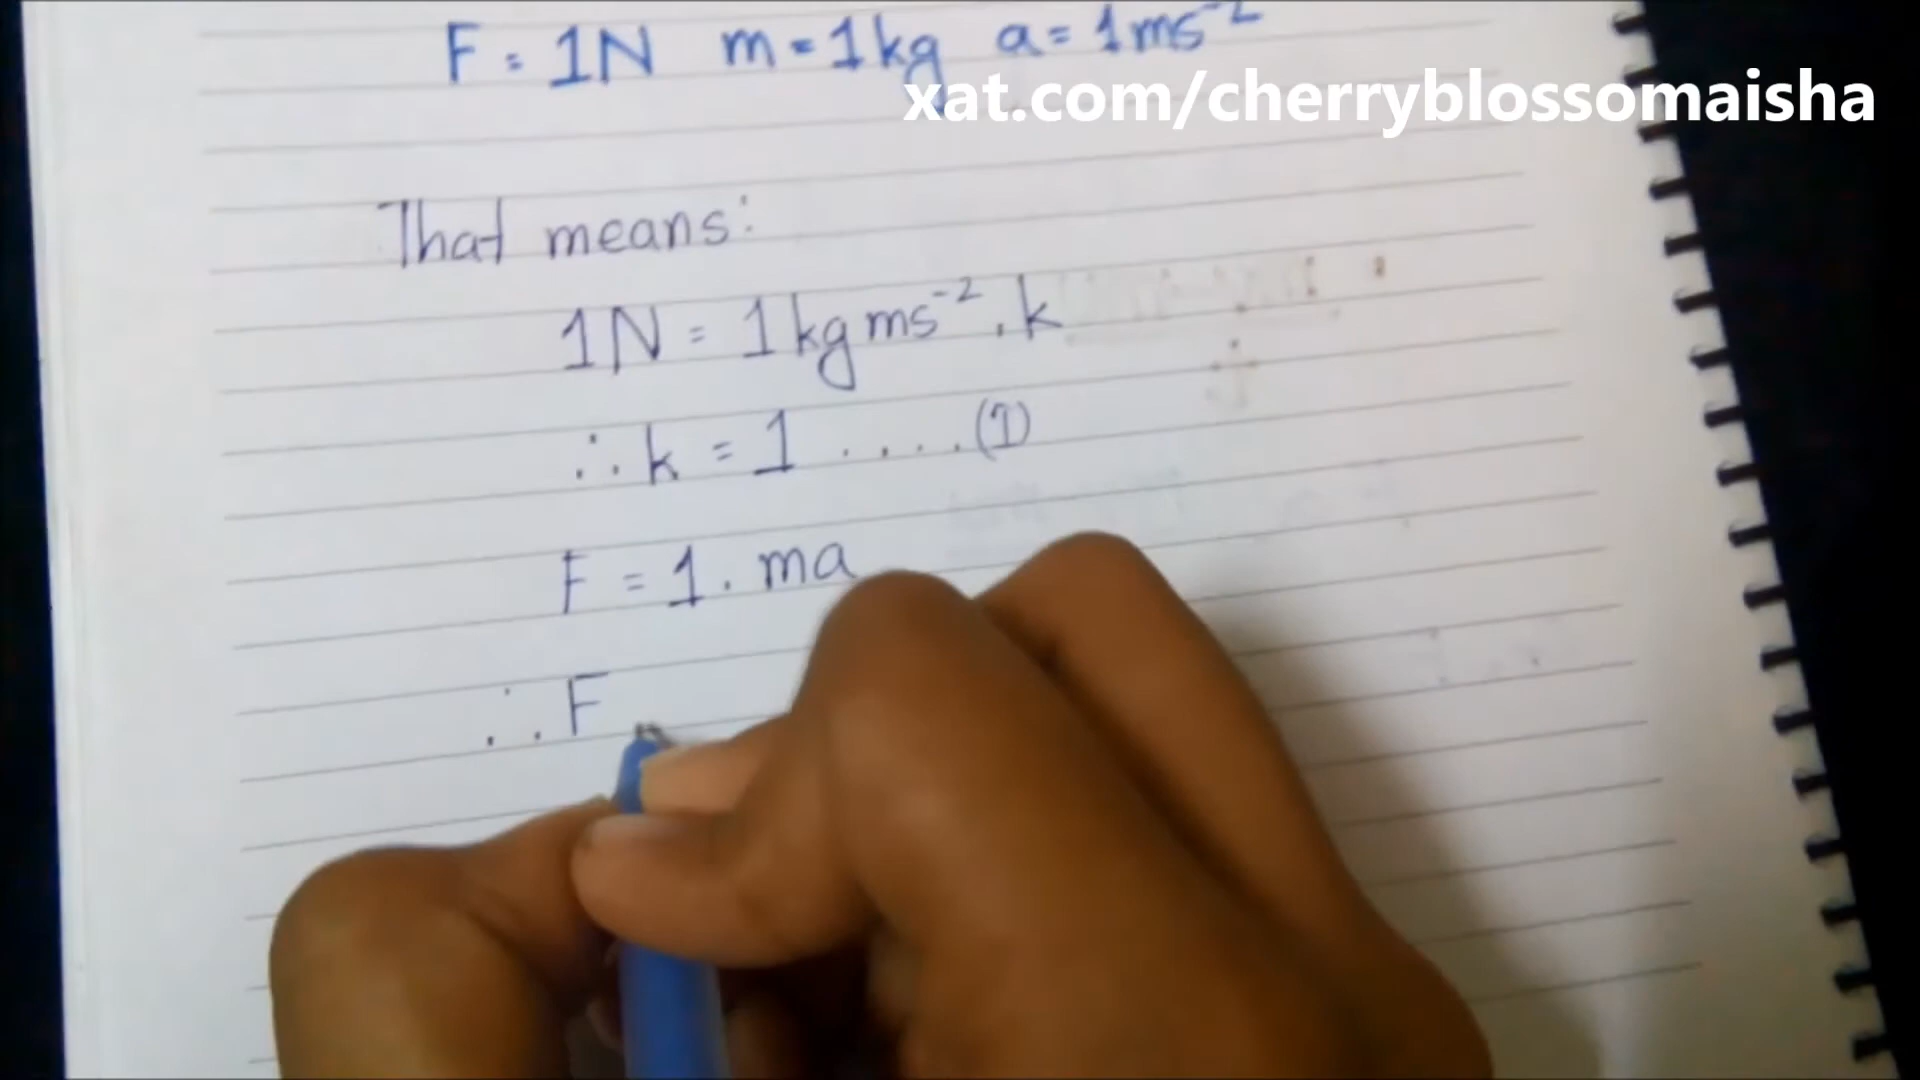 F = 1N m = 1kg a = 1ms⁻²
xat.com/cherryblossomaisha
That means:
1N = 1kgms⁻².k
∴ k = 1 ....(I)
F = 1. ma
∴ F